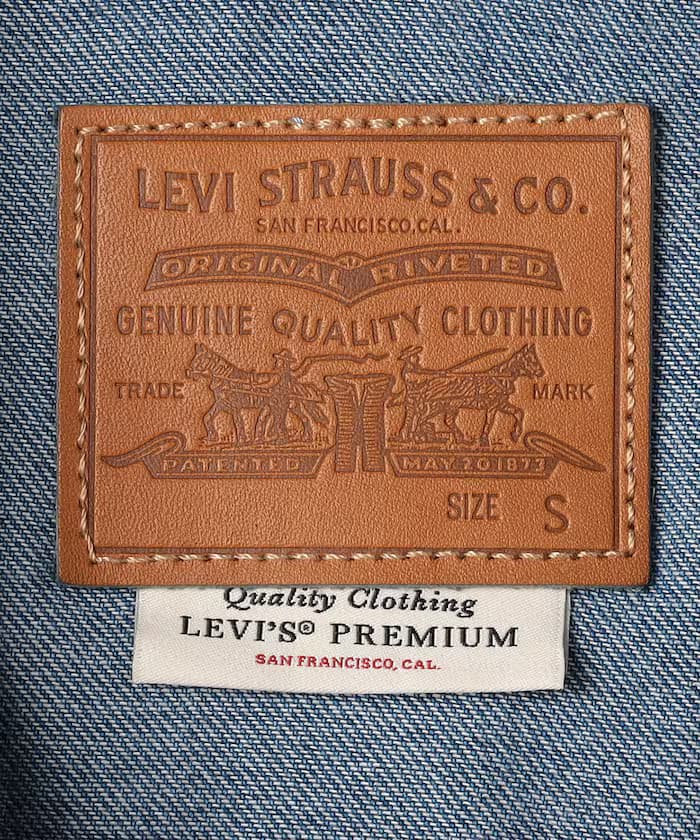 LEVI STRAUSS & CO.
SAN FRANCISCO, CAL.
ORIGINAL RIVETED
GENUINE QUALITY CLOTHING
TRADE MARK
PATENTED MAY 20 1873
SIZE S
Quality Clothing
LEVI'S® PREMIUM
SAN FRANCISCO, CAL.